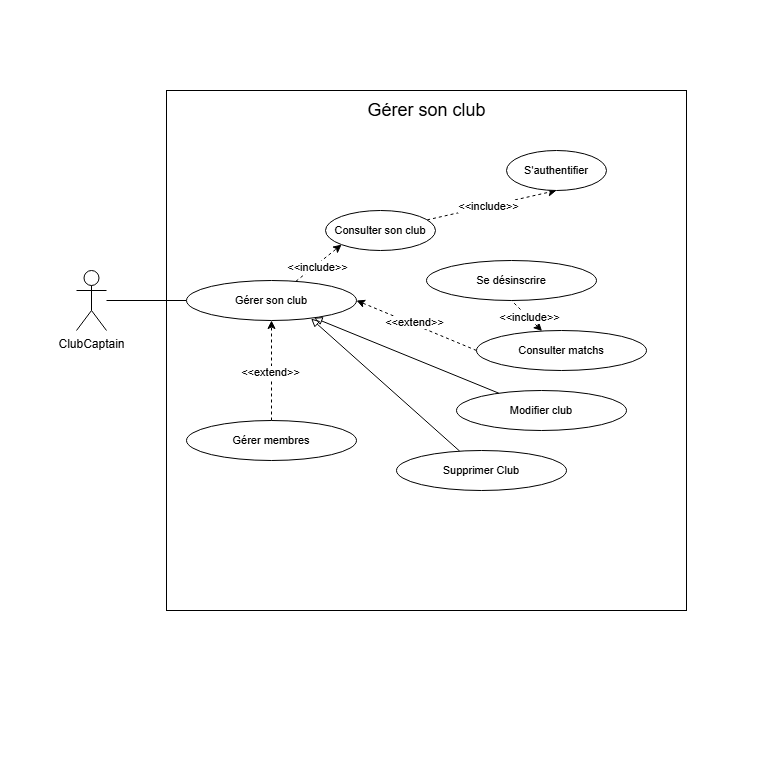 Gérer son club
S'authentifier
<<include>>
Consulter son club
<<include>>
Se désinscrire
Gérer son club
<<include>>
<<extend>>
ClubCaptain
Consulter matchs
<<extend>>
Modifier club
Gérer membres
Supprimer Club